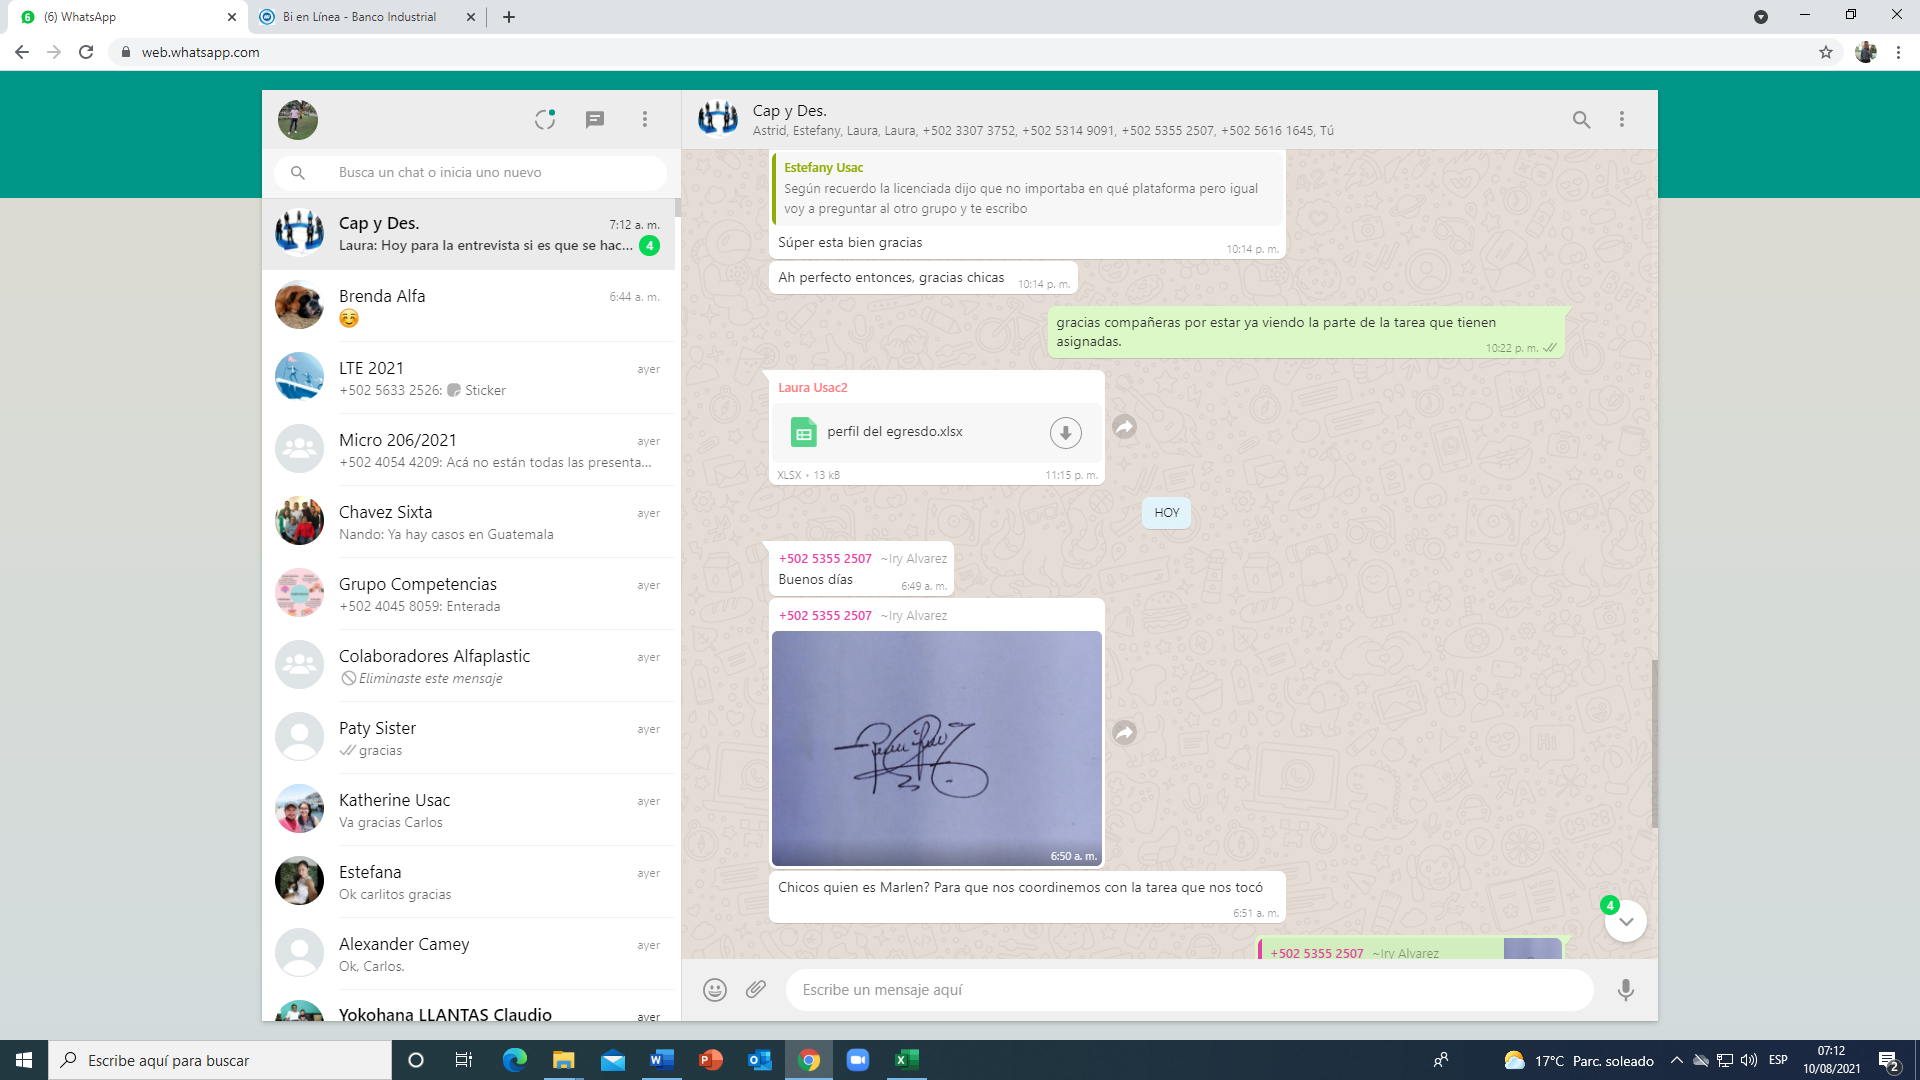 (6) WhatsApp
Bi en Línea - Banco Industrial
web.whatsapp.com
Busca un chat o inicia uno nuevo
Cap y Des.
7:12 a. m.
Laura: Hoy para la entrevista si es que se hac...
4
Brenda Alfa
6:44 a. m.
LTE 2021
ayer
+502 5633 2526: Sticker
Micro 206/2021
ayer
+502 4054 4209: Acá no están todas las presenta...
Chavez Sixta
ayer
Nando: Ya hay casos en Guatemala
Grupo Competencias
ayer
+502 4045 8059: Enterada
Colaboradores Alfaplastic
ayer
Eliminaste este mensaje
Paty Sister
ayer
gracias
Katherine Usac
ayer
Va gracias Carlos
Estefana
ayer
Ok carlitos gracias
Alexander Camey
ayer
Ok, Carlos.
Yokohana LLANTAS Claudio
ayer
Cap y Des.
Astrid, Estefany, Laura, Laura, +502 3307 3752, +502 5314 9091, +502 5355 2507, +502 5616 1645, Tú
Estefany Usac
Según recuerdo la licenciada dijo que no importaba en qué plataforma pero igual
voy a preguntar al otro grupo y te escribo
Súper esta bien gracias
10:14 p. m.
Ah perfecto entonces, gracias chicas
10:14 p. m.
gracias compañeras por estar ya viendo la parte de la tarea que tienen
asignadas.
10:22 p. m.
Laura Usac2
perfil del egresdo.xlsx
XLSX • 13 kB
11:15 p. m.
HOY
+502 5355 2507 ~Iry Alvarez
Buenos días
6:49 a. m.
+502 5355 2507 ~Iry Alvarez
6:50 a. m.
Chicos quien es Marlen? Para que nos coordinemos con la tarea que nos tocó
6:51 a. m.
4
+502 5355 2507 ~Iry Alvarez
Escribe un mensaje aquí
Escribe aquí para buscar
17°C Parc. soleado
ESP
07:12
10/08/2021
2